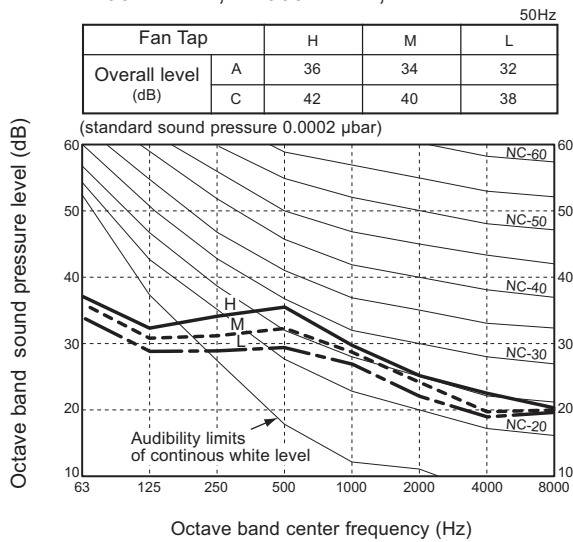 50Hz
Fan Tap H M L
Overall level (dB) A 36 34 32
C 42 40 38
(standard sound pressure 0.0002 µbar)
Octave band sound pressure level (dB)
60 60
50 50
40 40
30 30
20 20
10 10
NC-60
NC-50
NC-40
NC-30
NC-20
H
M
L
Audibility limits
of continous white level
63 125 250 500 1000 2000 4000 8000
Octave band center frequency (Hz)